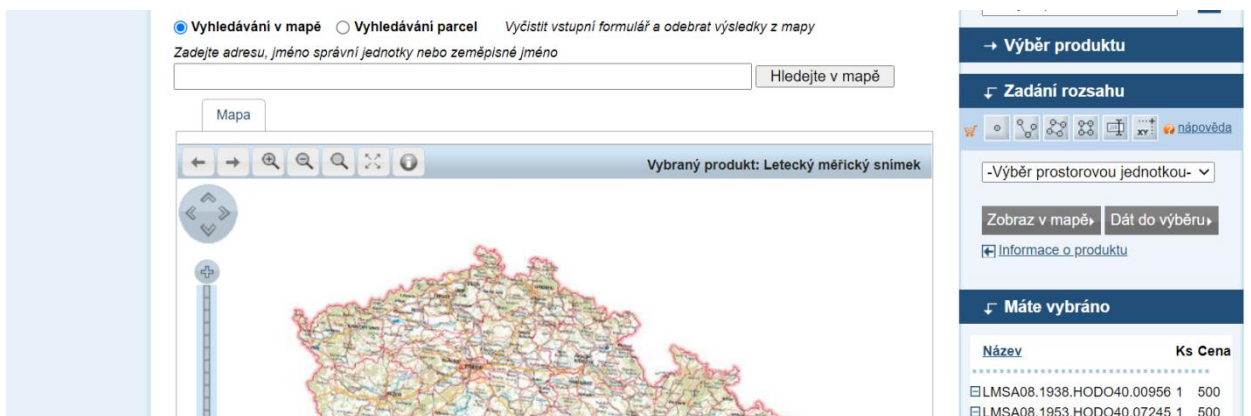 Vyhledávání v mapě Vyhledávání parcel Vyčistit vstupní formulář a odebrat výsledky z mapy
Zadejte adresu, jméno správní jednotky nebo zeměpisné jméno
Hledejte v mapě
Mapa
Vybraný produkt: Letecký měřický snímek
→ Výběr produktu
Zadání rozsahu
XY nápověda
-Výběr prostorovou jednotkou-
Zobraz v mapě Dát do výběru
Informace o produktu
Máte vybráno
Název Ks Cena
LMSA08.1938.HODO40.00956 1 500
LMSA08.1953.HODO40.07245 1 500